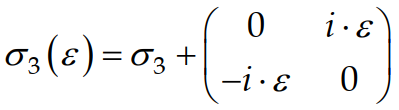 σ₃(ε) = σ₃ + ( 0 i·ε
-i·ε 0 )